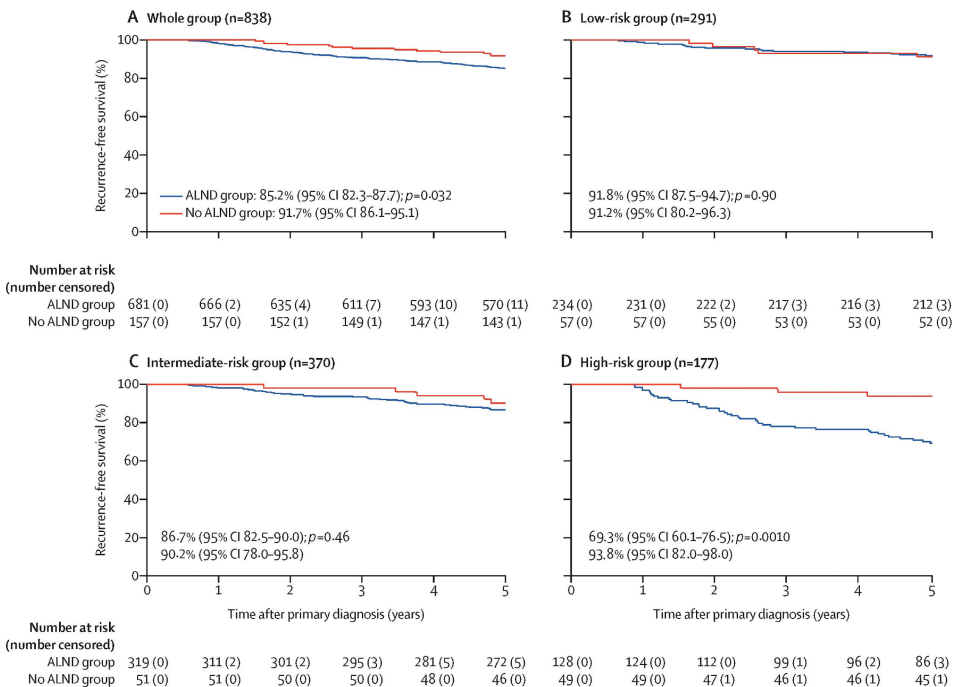 A Whole group (n=838)
B Low-risk group (n=291)
Recurrence-free survival (%)
100
80
60
40
20
0
ALND group: 85·2% (95% CI 82·3–87·7); p=0·032
No ALND group: 91·7% (95% CI 86·1–95·1)
91·8% (95% CI 87·5–94·7); p=0·90
91·2% (95% CI 80·2–96·3)
Number at risk
(number censored)
ALND group 681 (0) 666 (2) 635 (4) 611 (7) 593 (10) 570 (11) 234 (0) 231 (0) 222 (2) 217 (3) 216 (3) 212 (3)
No ALND group 157 (0) 157 (0) 152 (1) 149 (1) 147 (1) 143 (1) 57 (0) 57 (0) 55 (0) 53 (0) 53 (0) 52 (0)
C Intermediate-risk group (n=370)
D High-risk group (n=177)
Recurrence-free survival (%)
100
80
60
40
20
0
86·7% (95% CI 82·5–90·0); p=0·46
90·2% (95% CI 78·0–95·8)
69·3% (95% CI 60·1–76·5); p=0·0010
93·8% (95% CI 82·0–98·0)
0 1 2 3 4 5
0 1 2 3 4 5
Time after primary diagnosis (years)
Time after primary diagnosis (years)
Number at risk
(number censored)
ALND group 319 (0) 311 (2) 301 (2) 295 (3) 281 (5) 272 (5) 128 (0) 124 (0) 112 (0) 99 (1) 96 (2) 86 (3)
No ALND group 51 (0) 51 (0) 50 (0) 50 (0) 48 (0) 46 (0) 49 (0) 49 (0) 47 (1) 46 (1) 46 (1) 45 (1)